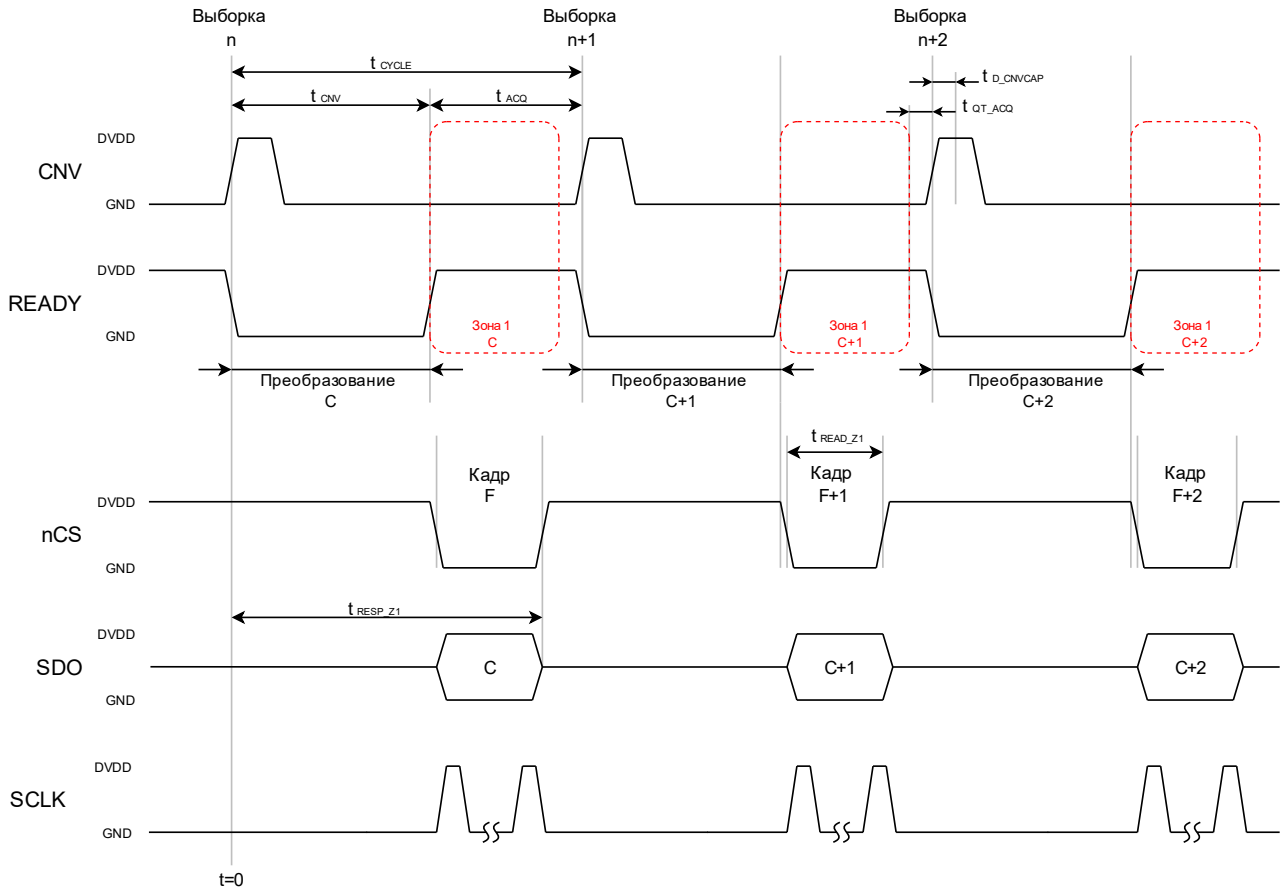 Выборка
n
Выборка
n+1
Выборка
n+2
t CYCLE
t D_CNVCAP
t CNV
t ACQ
t QT_ACQ
DVDD
CNV
GND
DVDD
READY
GND
Зона 1
C
Зона 1
C+1
Зона 1
C+2
Преобразование
C
Преобразование
C+1
Преобразование
C+2
t READ_Z1
Кадр
F
Кадр
F+1
Кадр
F+2
DVDD
nCS
GND
t RESP_Z1
DVDD
SDO
C
C+1
C+2
GND
DVDD
SCLK
GND
t=0